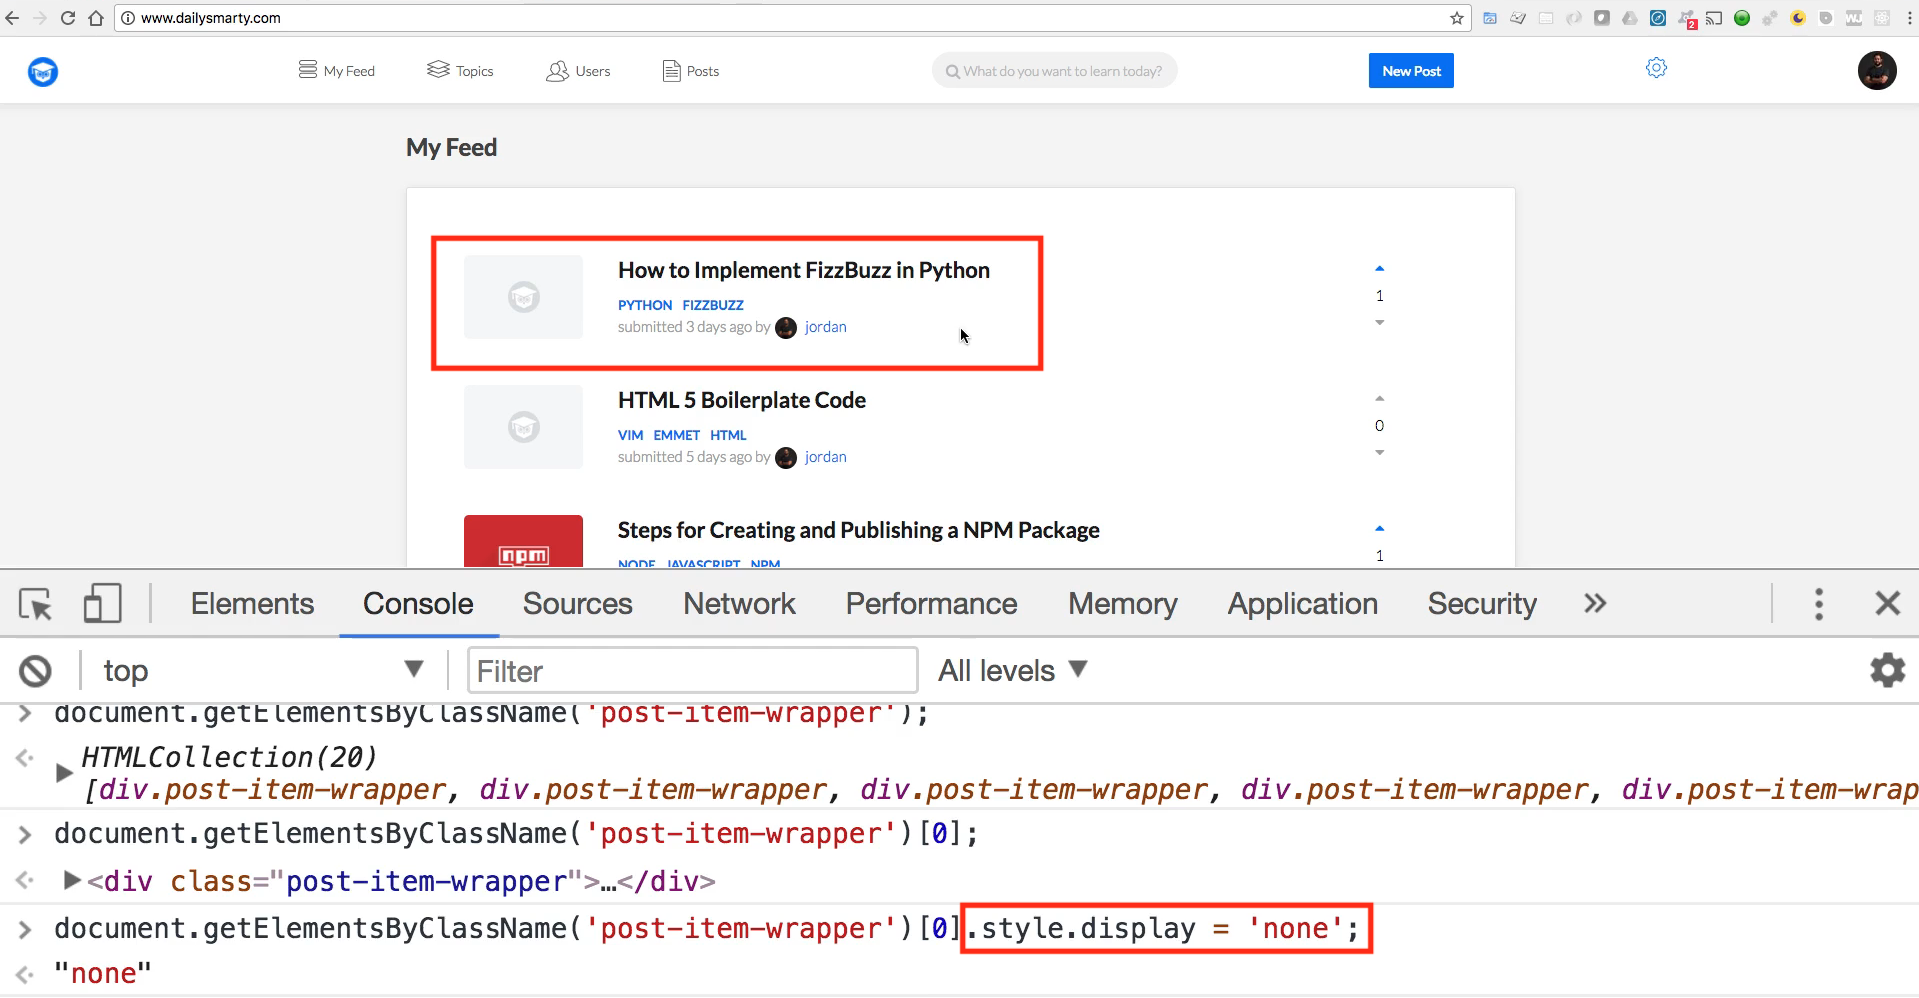 www.dailysmarty.com
2
WJ
My Feed
Topics
Users
Posts
What do you want to learn today?
New Post
My Feed
How to Implement FizzBuzz in Python
PYTHON FIZZBUZZ
submitted 3 days ago by jordan
1
HTML 5 Boilerplate Code
VIM EMMET HTML
submitted 5 days ago by jordan
0
npm
Steps for Creating and Publishing a NPM Package
NODE JAVASCRIPT NPM
1
Elements Console Sources Network Performance Memory Application Security »
top
Filter
All levels
document.getElementsByClassName('post-item-wrapper');
HTMLCollection(20)
[div.post-item-wrapper, div.post-item-wrapper, div.post-item-wrapper, div.post-item-wrapper, div.post-item-wrap
document.getElementsByClassName('post-item-wrapper')[0];
<div class="post-item-wrapper">…</div>
document.getElementsByClassName('post-item-wrapper')[0].style.display = 'none';
"none"